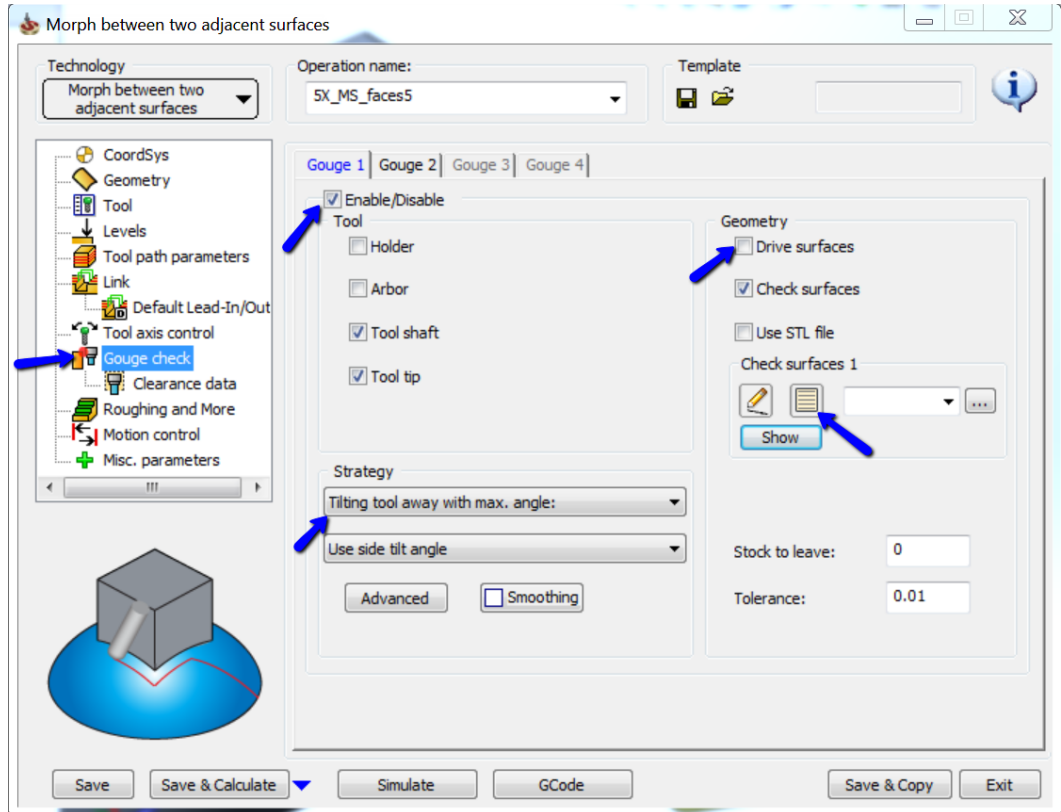 Morph between two adjacent surfaces
Technology
Morph between two
adjacent surfaces
Operation name:
5X_MS_faces5
Template
CoordSys
Geometry
Tool
Levels
Tool path parameters
Link
Default Lead-In/Out
Tool axis control
Gouge check
Clearance data
Roughing and More
Motion control
Misc. parameters
Gouge 1
Gouge 2
Gouge 3
Gouge 4
Enable/Disable
Tool
Holder
Arbor
Tool shaft
Tool tip
Geometry
Drive surfaces
Check surfaces
Use STL file
Check surfaces 1
...
Show
Strategy
Tilting tool away with max. angle:
Use side tilt angle
Advanced
Smoothing
Stock to leave:
0
Tolerance:
0.01
Save
Save & Calculate
Simulate
GCode
Save & Copy
Exit